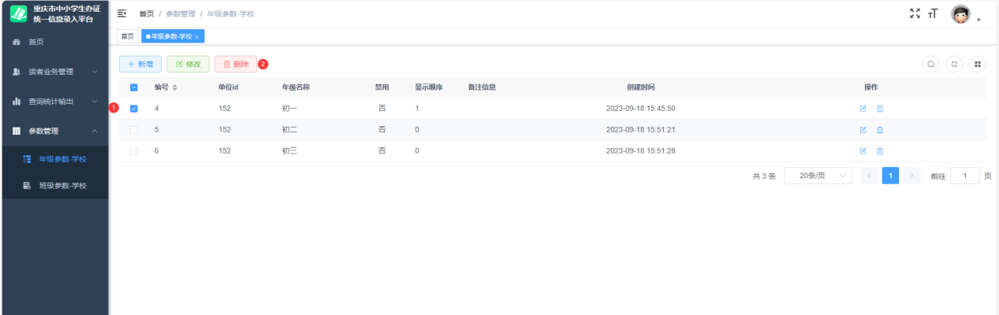 重庆市中小学生办证
统一信息录入平台
首页 / 参数管理 / 年级参数-学校
首页
年级参数-学校 ×
首页
读者业务管理
查询统计输出
参数管理
年级参数-学校
班级参数-学校
+ 新增 修改 删除 2
编号 单位id 年级名称 禁用 显示顺序 备注信息 创建时间 操作
1 4 152 初一 否 1 2023-09-18 15:45:50
5 152 初二 否 0 2023-09-18 15:51:21
6 152 初三 否 0 2023-09-18 15:51:28
共 3 条 20条/页 < 1 > 前往 1 页